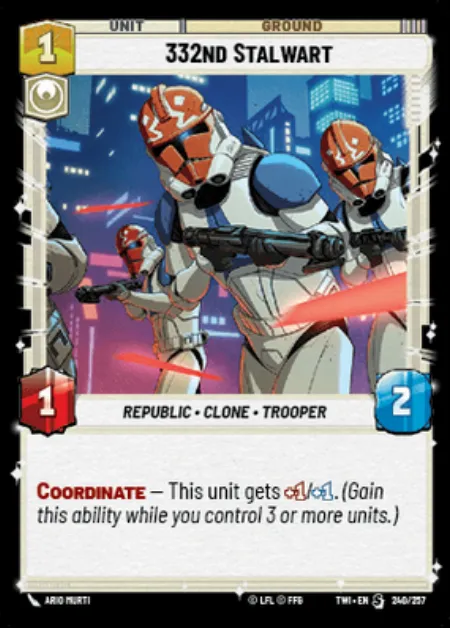 UNIT GROUND
1 332ND STALWART
1 REPUBLIC • CLONE • TROOPER 2
COORDINATE – This unit gets +1/+1. (Gain
this ability while you control 3 or more units.)
ARIO MURTI © LFL © FFG TWI • EN S 240/257